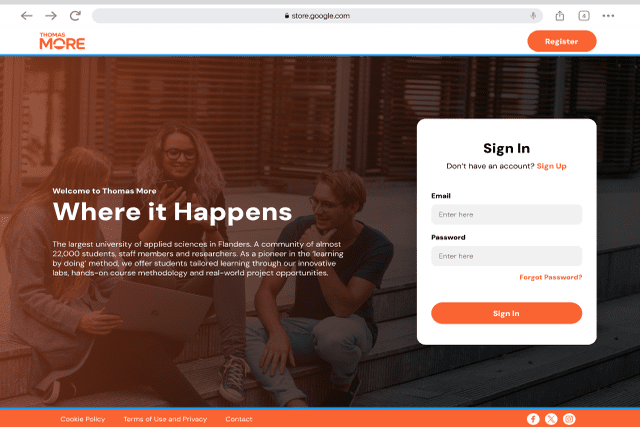 store.google.com
4
THOMAS
MORE
Register
Sign In
Don't have an account? Sign Up
Welcome to Thomas More
Where it Happens
Email
Enter here
Password
Enter here
The largest university of applied sciences in Flanders. A community of almost
22,000 students, staff members and researchers. As a pioneer in the 'learning
by doing' method, we offer students tailored learning through our innovative
labs, hands-on course methodology and real-world project opportunities.
Forgot Password?
Sign In
Cookie Policy
Terms of Use and Privacy
Contact